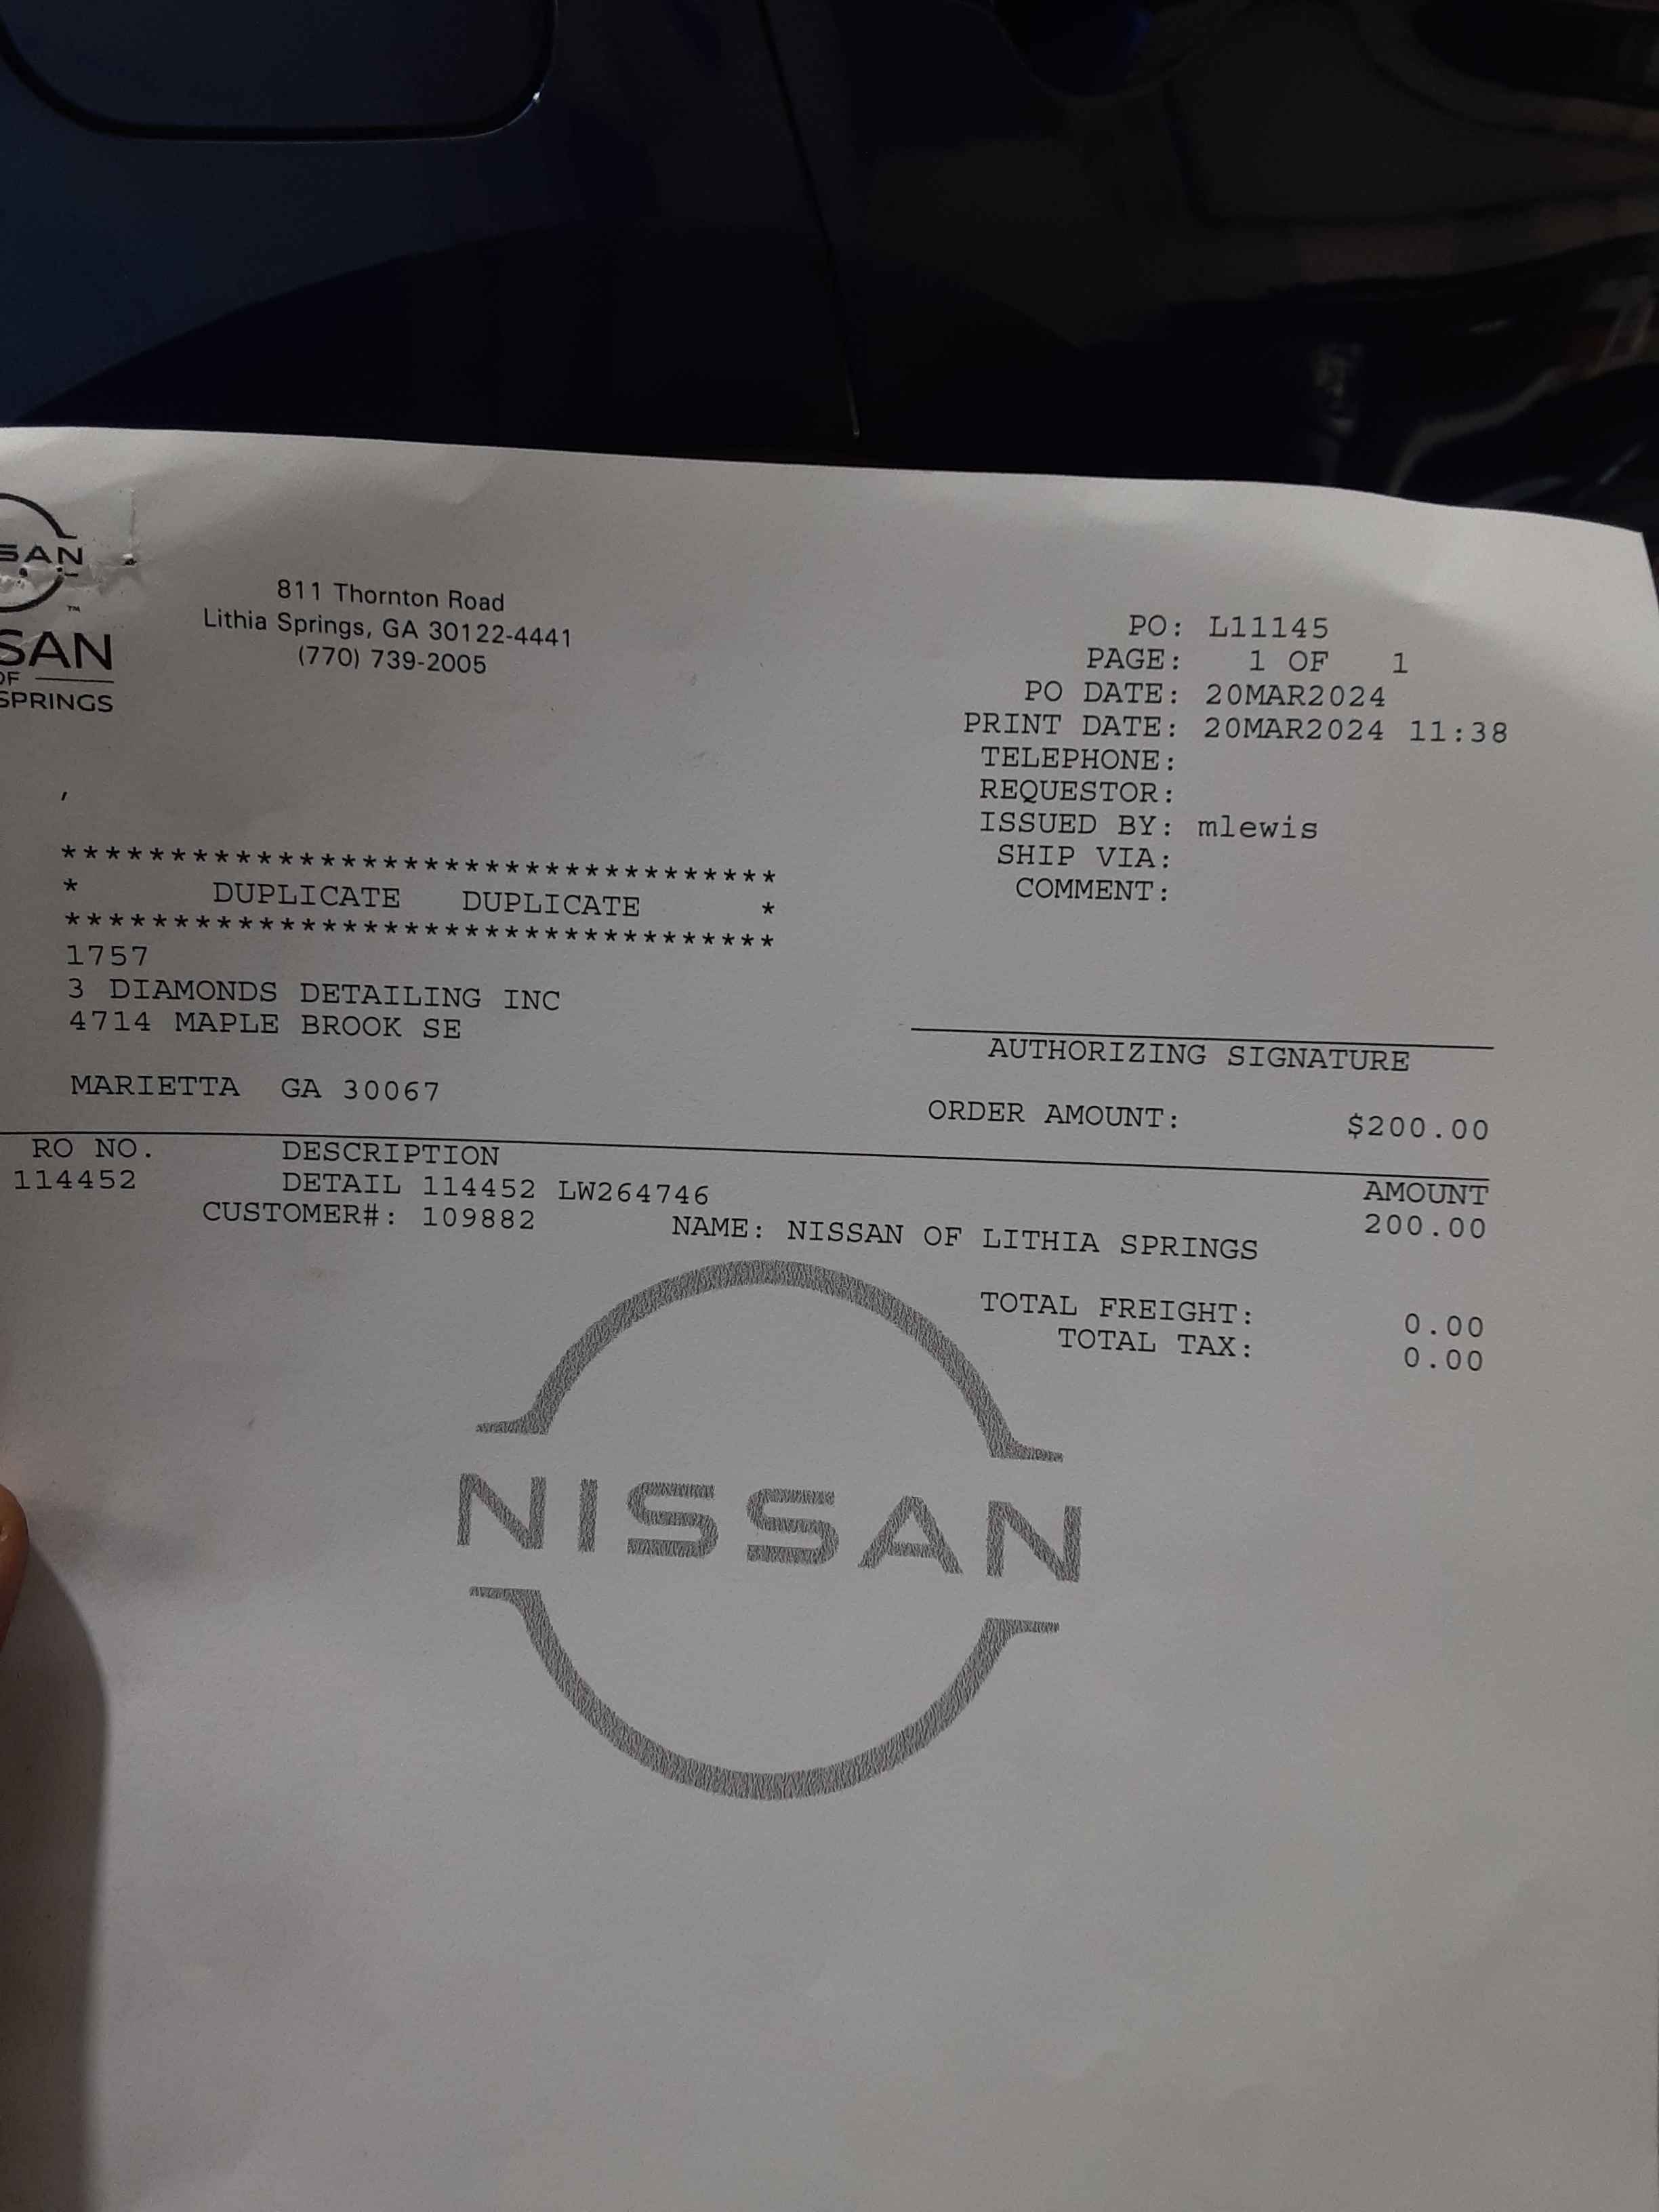 SAN
™
SAN
OF
SPRINGS
811 Thornton Road
Lithia Springs, GA 30122-4441
(770) 739-2005
PO: L11145
PAGE: 1 OF 1
PO DATE: 20MAR2024
PRINT DATE: 20MAR2024 11:38
TELEPHONE:
REQUESTOR:
ISSUED BY: mlewis
SHIP VIA:
COMMENT:
,
**********************************
* DUPLICATE DUPLICATE *
**********************************
1757
3 DIAMONDS DETAILING INC
4714 MAPLE BROOK SE
MARIETTA GA 30067
AUTHORIZING SIGNATURE
ORDER AMOUNT: $200.00
RO NO. DESCRIPTION AMOUNT
114452 DETAIL 114452 LW264746 200.00
CUSTOMER#: 109882 NAME: NISSAN OF LITHIA SPRINGS
TOTAL FREIGHT: 0.00
TOTAL TAX: 0.00
NISSAN